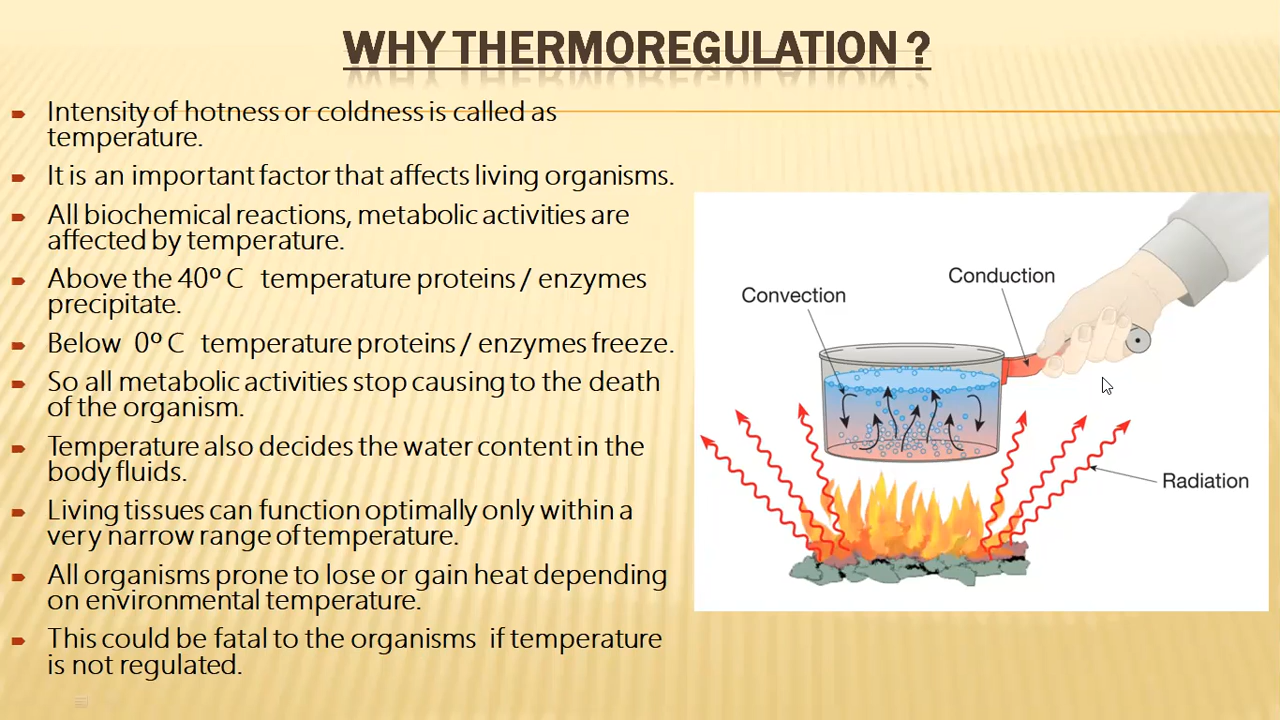 WHY THERMOREGULATION ?
Intensity of hotness or coldness is called as
temperature.
It is an important factor that affects living organisms.
All biochemical reactions, metabolic activities are
affected by temperature.
Above the 40º C temperature proteins / enzymes
precipitate.
Below 0º C temperature proteins / enzymes freeze.
So all metabolic activities stop causing to the death
of the organism.
Temperature also decides the water content in the
body fluids.
Living tissues can function optimally only within a
very narrow range of temperature.
All organisms prone to lose or gain heat depending
on environmental temperature.
This could be fatal to the organisms if temperature
is not regulated.
Conduction
Convection
Radiation